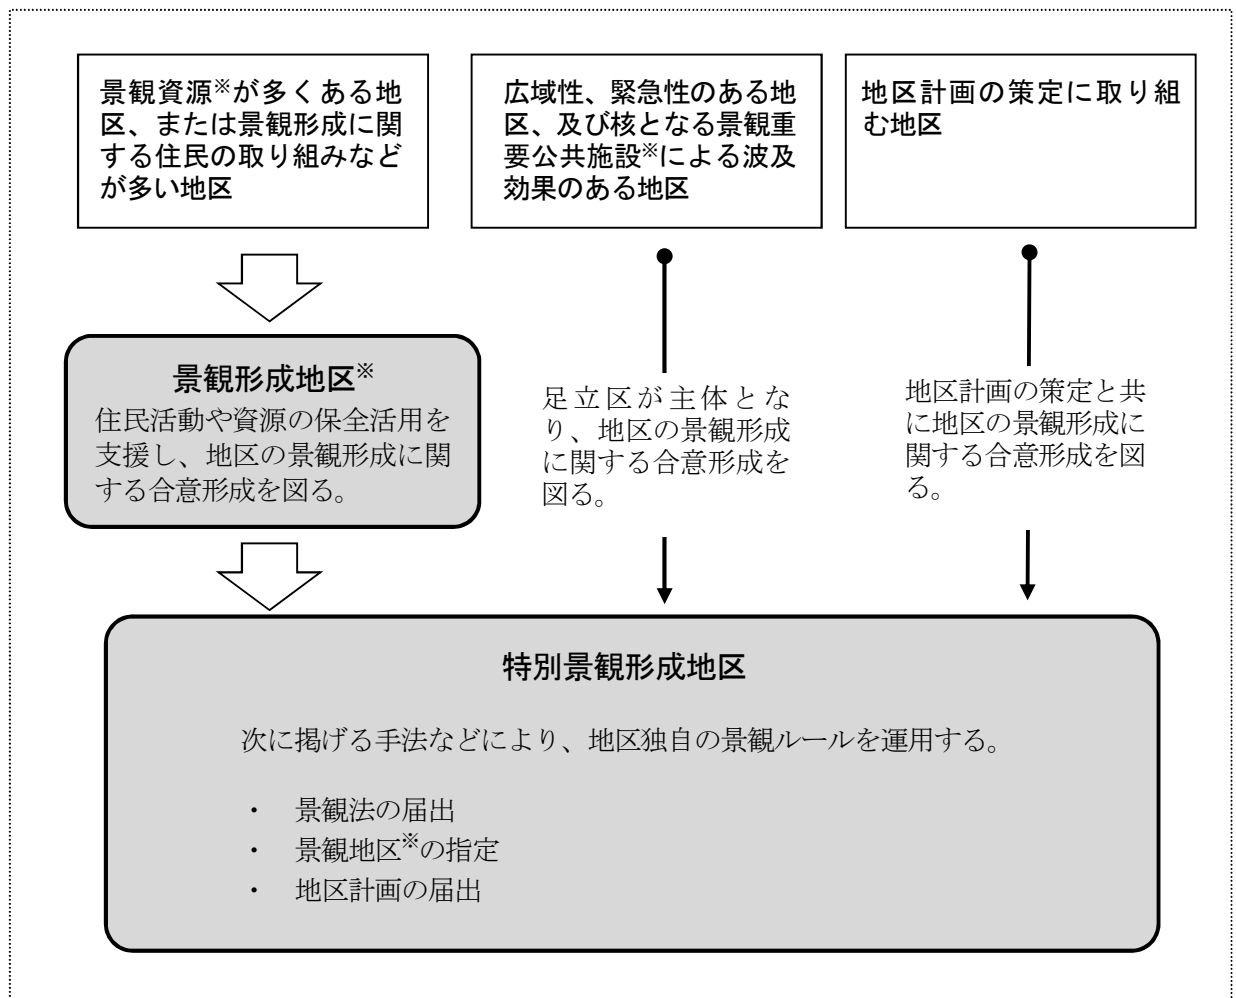 景観資源※が多くある地
区、または景観形成に関
する住民の取り組みなど
が多い地区
広域性、緊急性のある地
区、及び核となる景観重
要公共施設※による波及
効果のある地区
地区計画の策定に取り組
む地区
景観形成地区※
住民活動や資源の保全活用を
支援し、地区の景観形成に関
する合意形成を図る。
足立区が主体とな
り、地区の景観形成
に関する合意形成を
図る。
地区計画の策定と共
に地区の景観形成に
関する合意形成を図
る。
特別景観形成地区
次に掲げる手法などにより、地区独自の景観ルールを運用する。
・ 景観法の届出
・ 景観地区※の指定
・ 地区計画の届出